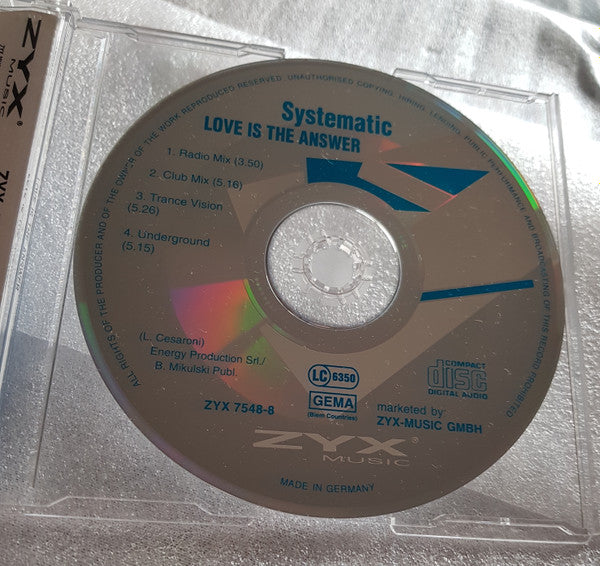 ZYX
MUSIC
ZYX
ALL RIGHTS OF THE PRODUCER AND OF THE OWNER OF THE WORK REPRODUCED RESERVED. UNAUTHORISED COPYING, HIRING, LENDING, PUBLIC PERFORMANCE AND BROADCASTING OF THIS RECORD PROHIBITED
Systematic
LOVE IS THE ANSWER
1. Radio Mix (3.50)
2. Club Mix (5.16)
3. Trance Vision
(5.26)
4. Underground
(5.15)
(L. Cesaroni)
Energy Production Srl./
B. Mikulski Publ.
LC 6350
GEMA
(Biem Countries)
COMPACT
disc
DIGITAL AUDIO
ZYX 7548-8
marketed by:
ZYX-MUSIC GMBH
ZYX®
MUSIC
MADE IN GERMANY